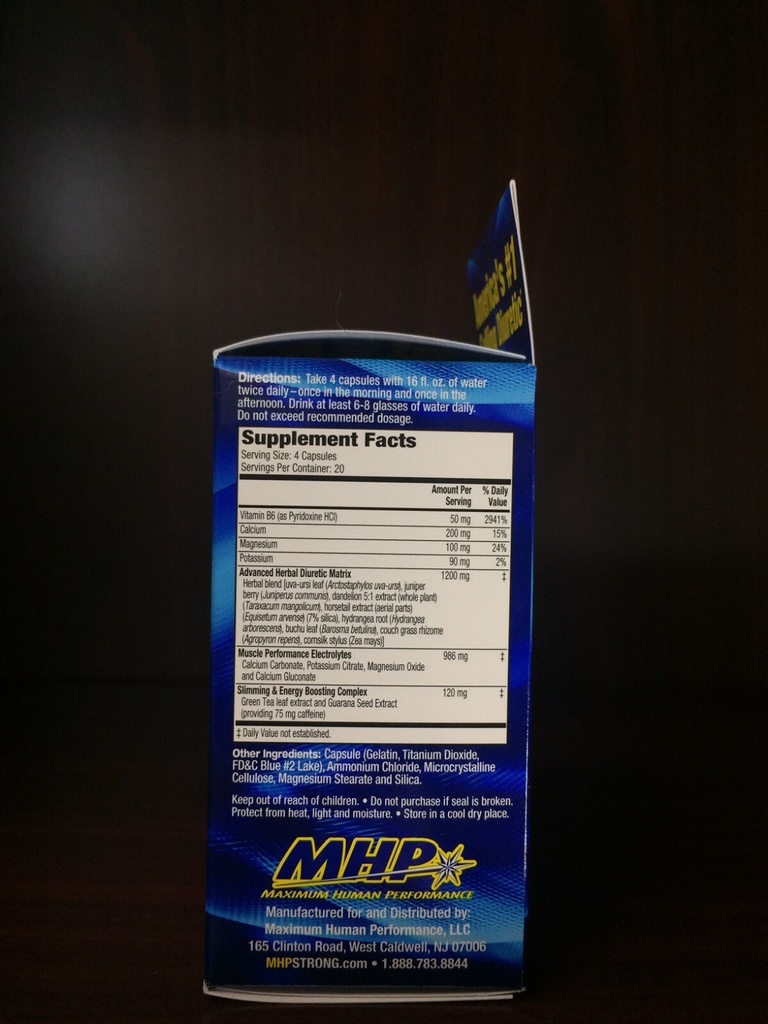 America's #1
Diuretic
Directions: Take 4 capsules with 16 fl. oz. of water
twice daily–once in the morning and once in the
afternoon. Drink at least 6-8 glasses of water daily.
Do not exceed recommended dosage.
Supplement Facts
Serving Size: 4 Capsules
Servings Per Container: 20
Amount Per Serving % Daily Value
Vitamin B6 (as Pyridoxine HCl) 50 mg 2941%
Calcium 200 mg 15%
Magnesium 100 mg 24%
Potassium 90 mg 2%
Advanced Herbal Diuretic Matrix 1200 mg ‡
Herbal blend [uva-ursi leaf (Arctostaphylos uva-ursi), juniper
berry (Juniperus communis), dandelion 5:1 extract (whole plant)
(Taraxacum mangolicum), horsetail extract (aerial parts)
(Equisetum arvense) (7% silica), hydrangea root (Hydrangea
arborescens), buchu leaf (Barosma betulina), couch grass rhizome
(Agropyron repens), cornsilk stylus (Zea mays)]
Muscle Performance Electrolytes 986 mg ‡
Calcium Carbonate, Potassium Citrate, Magnesium Oxide
and Calcium Gluconate
Slimming & Energy Boosting Complex 120 mg ‡
Green Tea leaf extract and Guarana Seed Extract
(providing 75 mg caffeine)
‡ Daily Value not established.
Other Ingredients: Capsule (Gelatin, Titanium Dioxide,
FD&C Blue #2 Lake), Ammonium Chloride, Microcrystalline
Cellulose, Magnesium Stearate and Silica.
Keep out of reach of children. • Do not purchase if seal is broken.
Protect from heat, light and moisture. • Store in a cool dry place.
MHP
MAXIMUM HUMAN PERFORMANCE
Manufactured for and Distributed by:
Maximum Human Performance, LLC
165 Clinton Road, West Caldwell, NJ 07006
MHPSTRONG.com • 1.888.783.8844